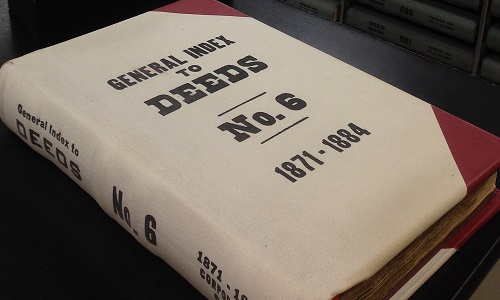 GENERAL INDEX
TO
DEEDS
No. 6
1871 - 1884
General Index to
DEEDS
No. 6